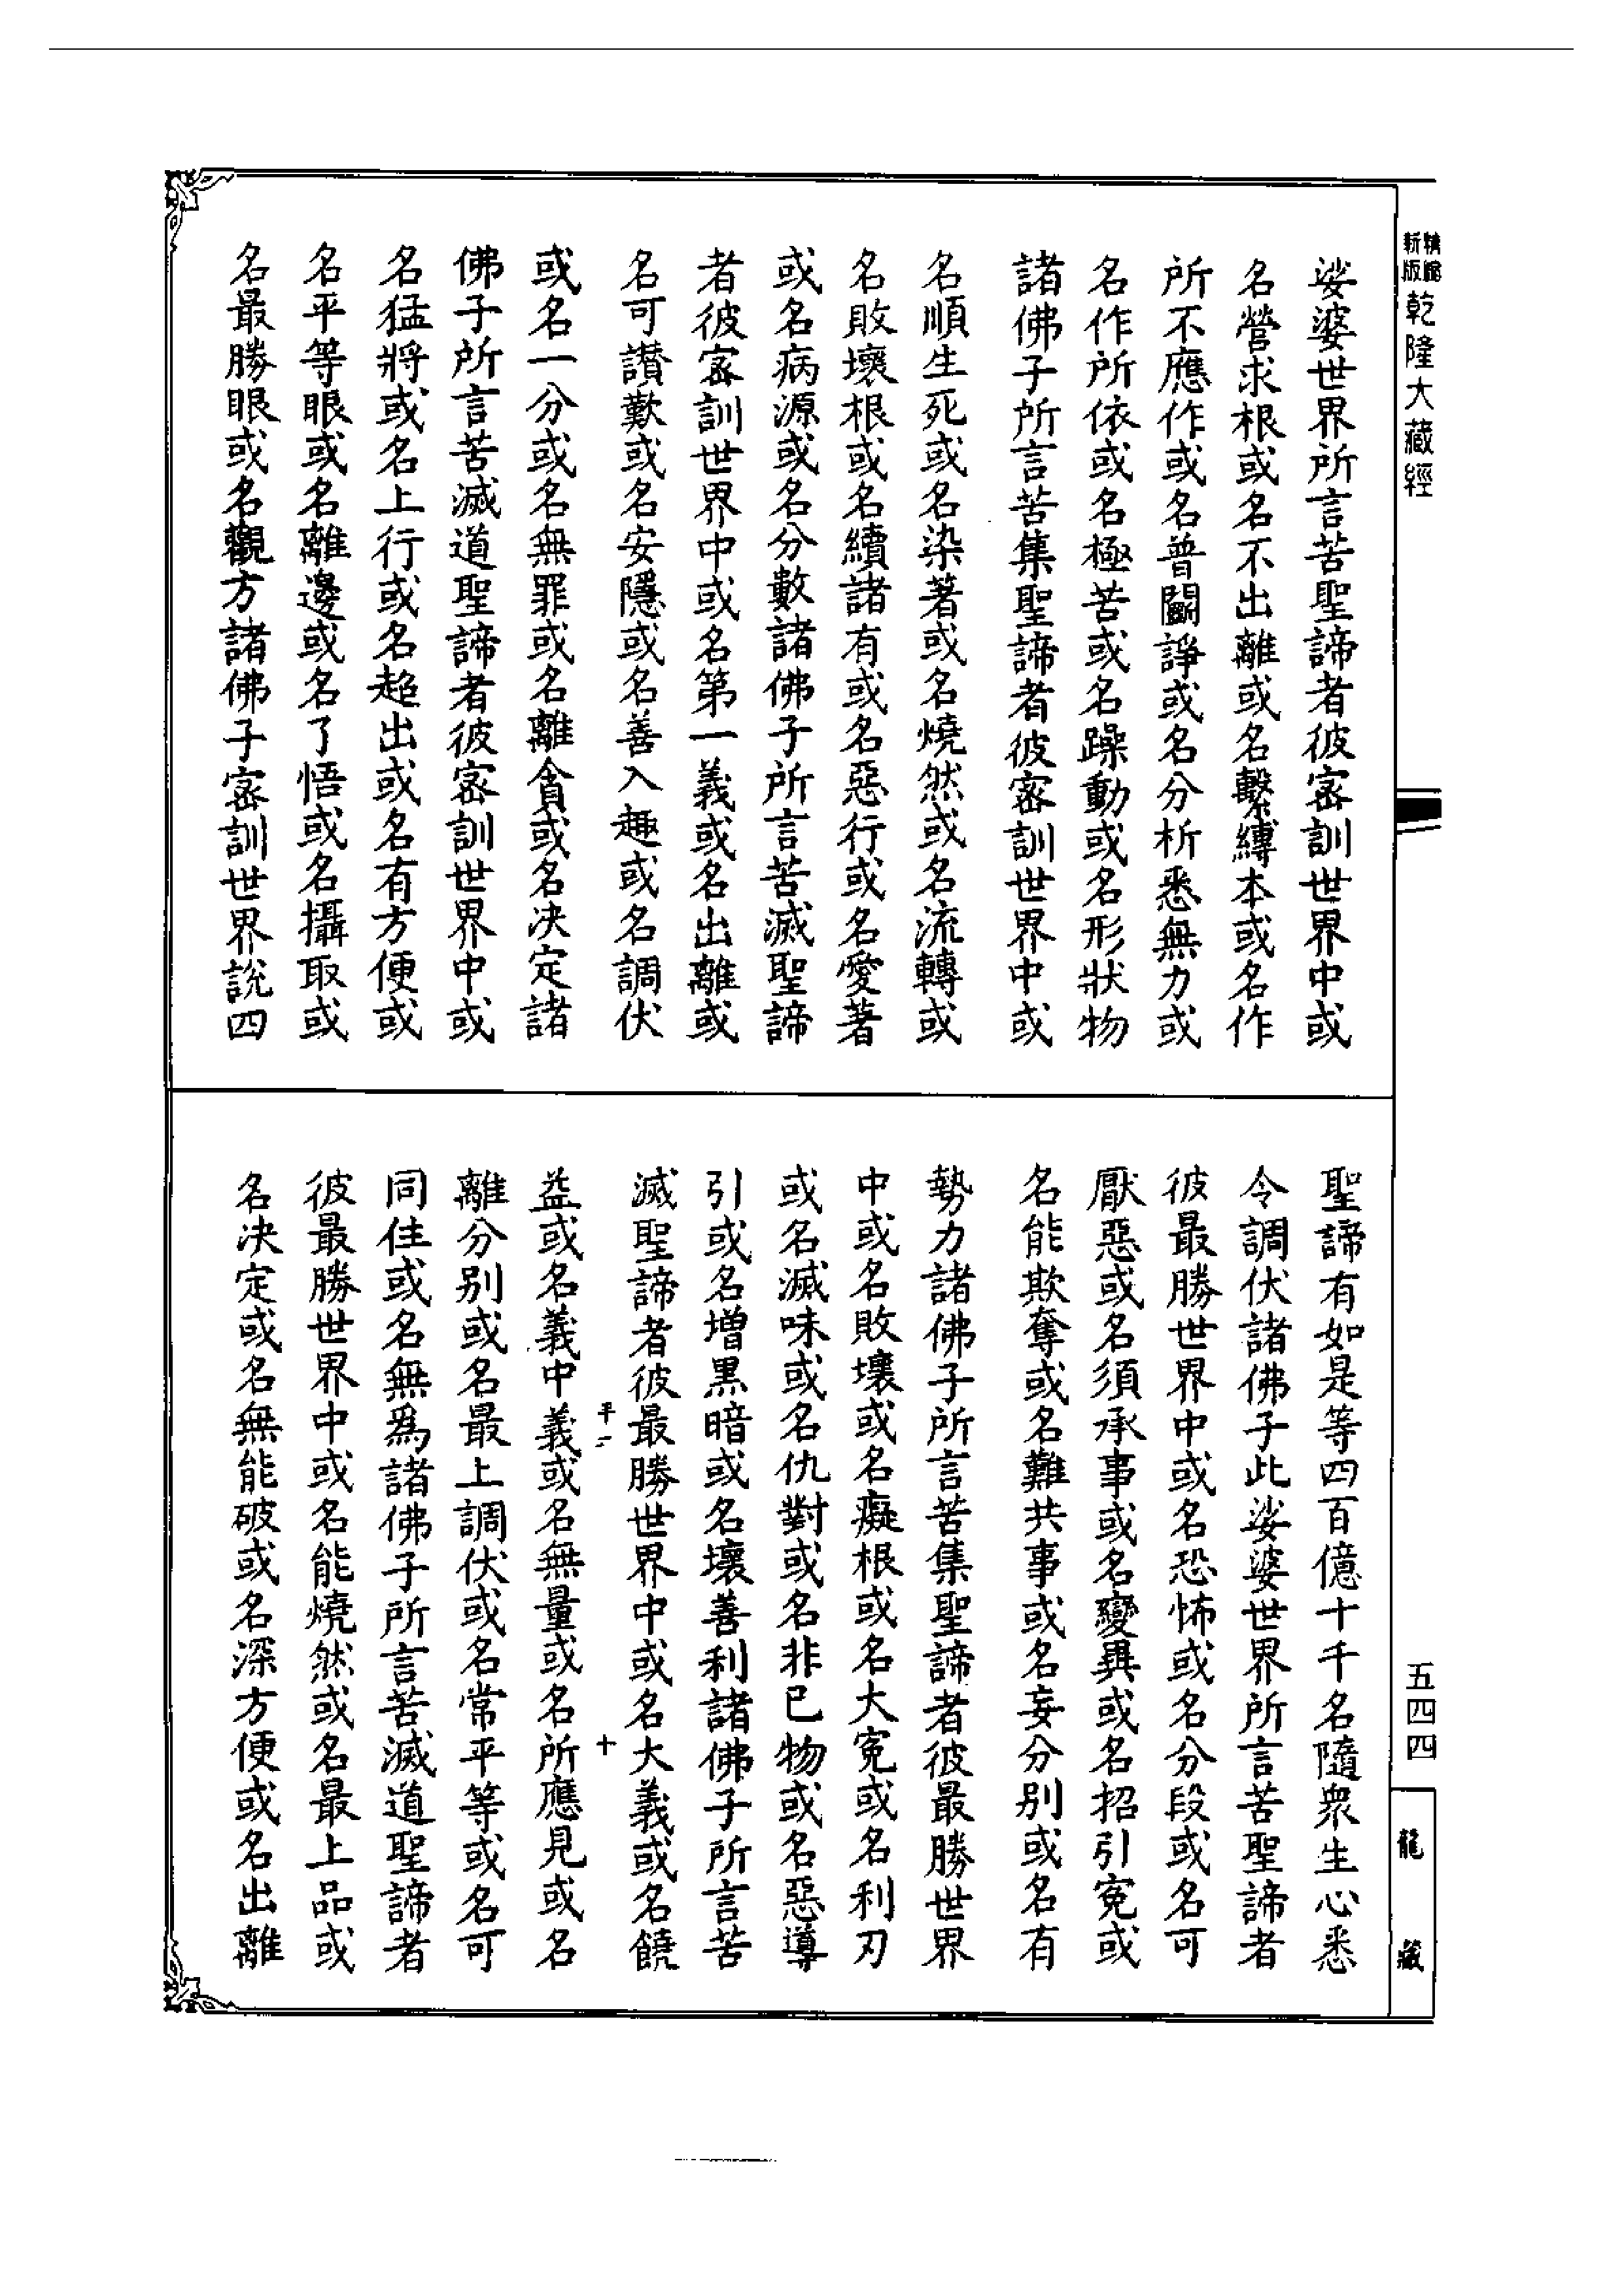 精縮
新版
乾隆大藏經
娑婆世界所言苦聖諦者彼密訓世界中或
名營求根或名不出離或名繫縛本或名作
所不應作或名普鬭諍或名分析悉無力或
名作所依或名極苦或名躁動或名形狀物
諸佛子所言苦集聖諦者彼密訓世界中或
名順生死或名染著或名燒然或名流轉或
名敗壞根或名續諸有或名惡行或名愛著
或名病源或名分數諸佛子所言苦滅聖諦
者彼密訓世界中或名第一義或名出離或
名可讚歎或名安隱或名善入趣或名調伏
或名一分或名無罪或名離貪或名決定諸
佛子所言苦滅道聖諦者彼密訓世界中或
名猛將或名上行或名超出或名有方便或
名平等眼或名離邊或名了悟或名攝取或
名最勝眼或名觀方諸佛子密訓世界說四
聖諦有如是等四百億十千名隨衆生心悉
令調伏諸佛子此娑婆世界所言苦聖諦者
彼最勝世界中或名恐怖或名分段或名可
厭惡或名須承事或名變異或名招引寃或
名能欺奪或名難共事或名妄分別或名有
勢力諸佛子所言苦集聖諦者彼最勝世界
中或名敗壞或名癡根或名大寃或名利刃
或名滅味或名仇對或名非已物或名惡導
引或名增黑暗或名壞善利諸佛子所言苦
滅聖諦者彼最勝世界中或名大義或名饒
平二
十
益或名義中義或名無量或名所應見或名
離分別或名最上調伏或名常平等或名可
同住或名無爲諸佛子所言苦滅道聖諦者
彼最勝世界中或名能燒然或名最上品或
名決定或名無能破或名深方便或名出離
五四四
龍藏